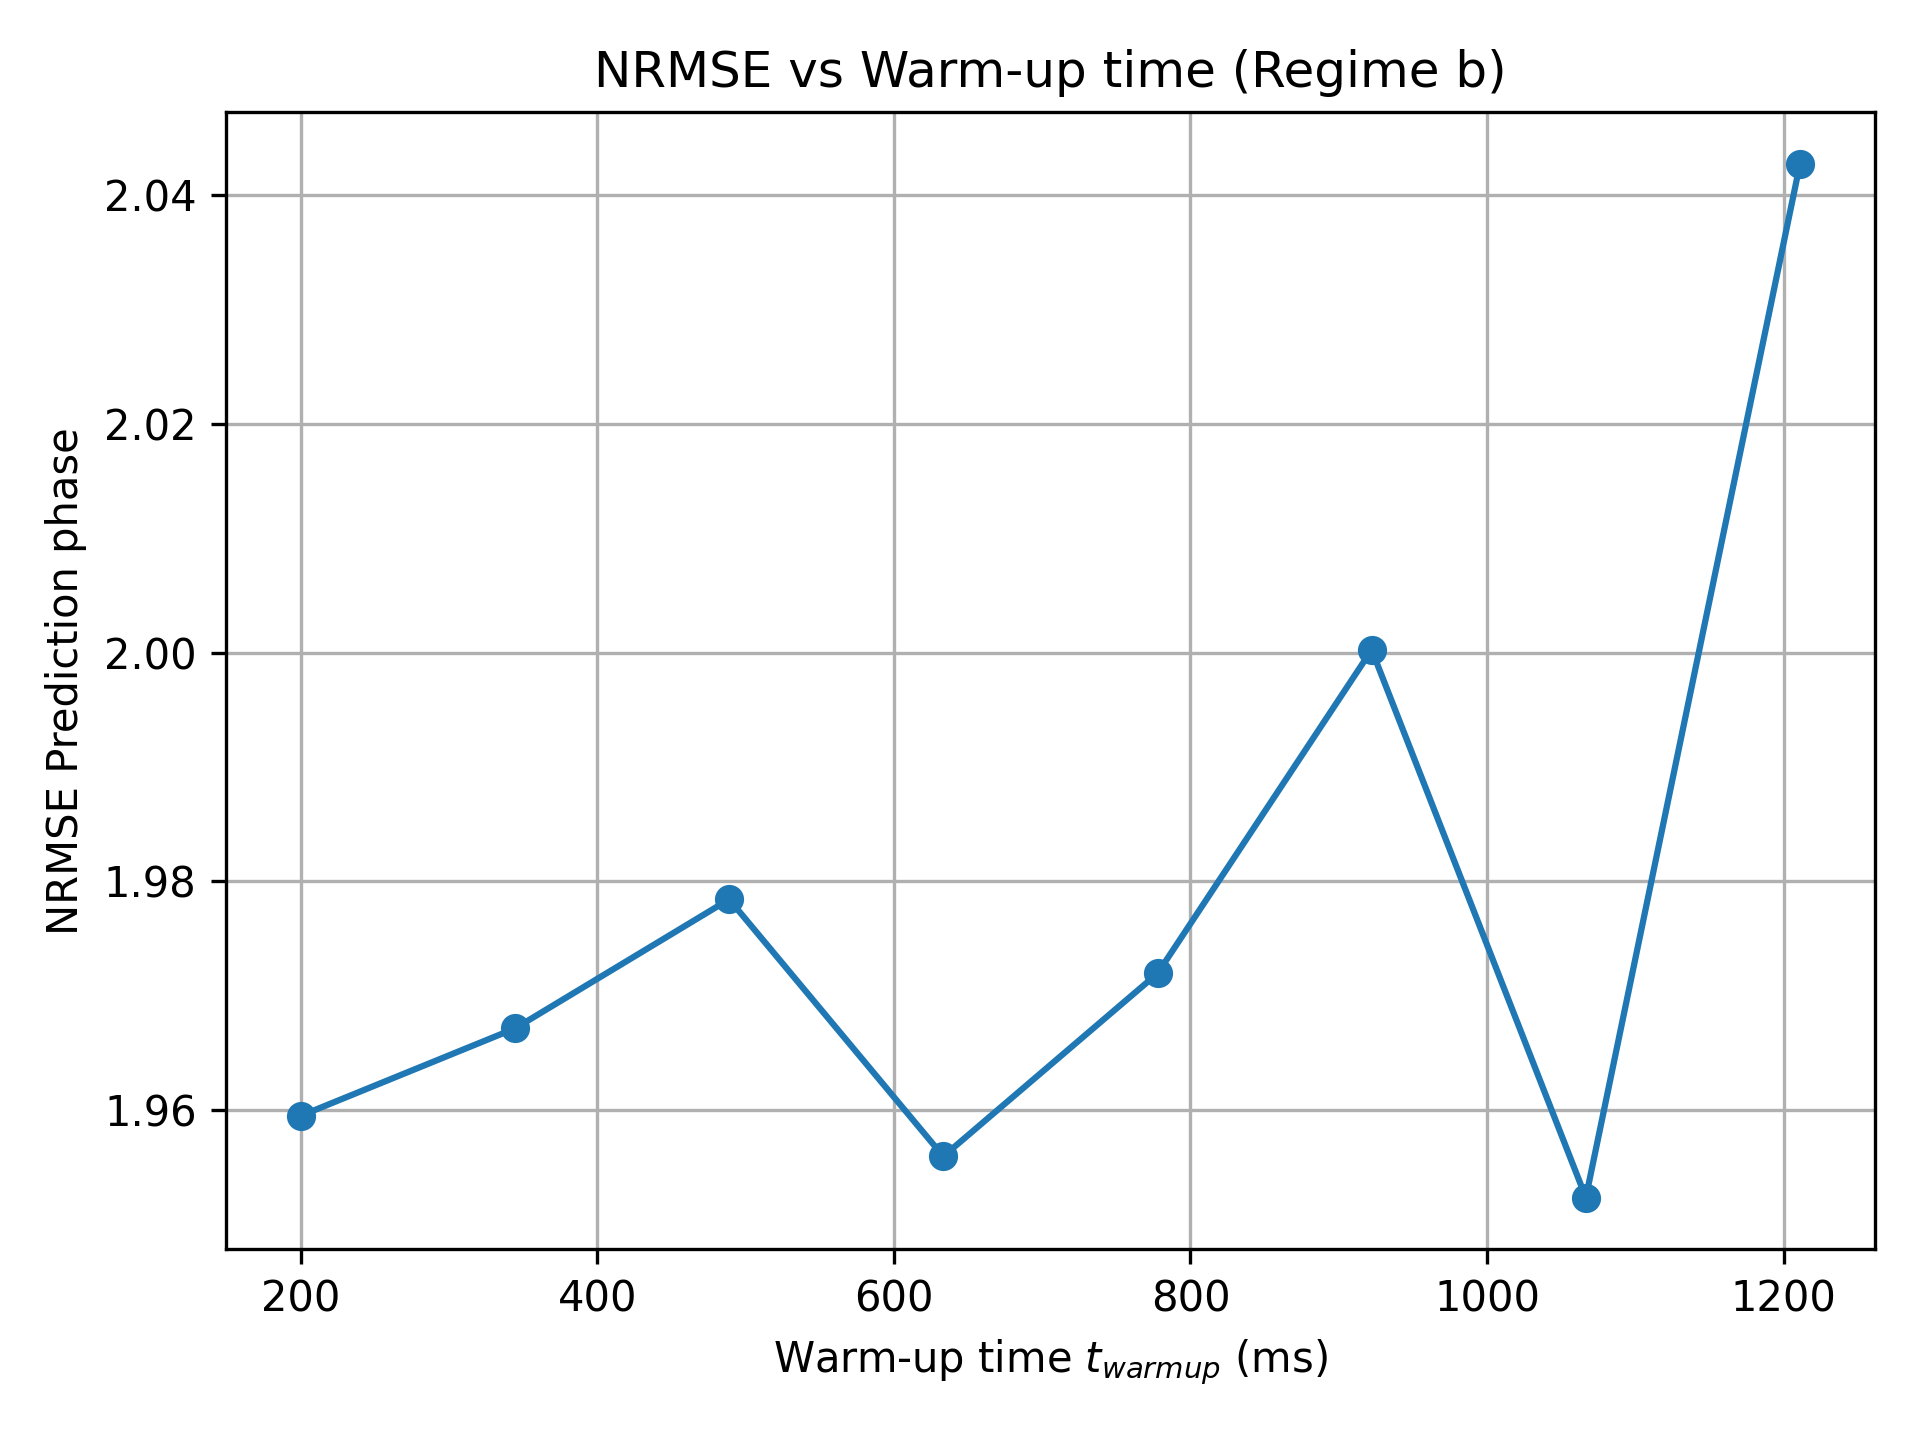 NRMSE vs Warm-up time (Regime b)
NRMSE Prediction phase
2.04
2.02
2.00
1.98
1.96
200 400 600 800 1000 1200
Warm-up time t_warmup (ms)